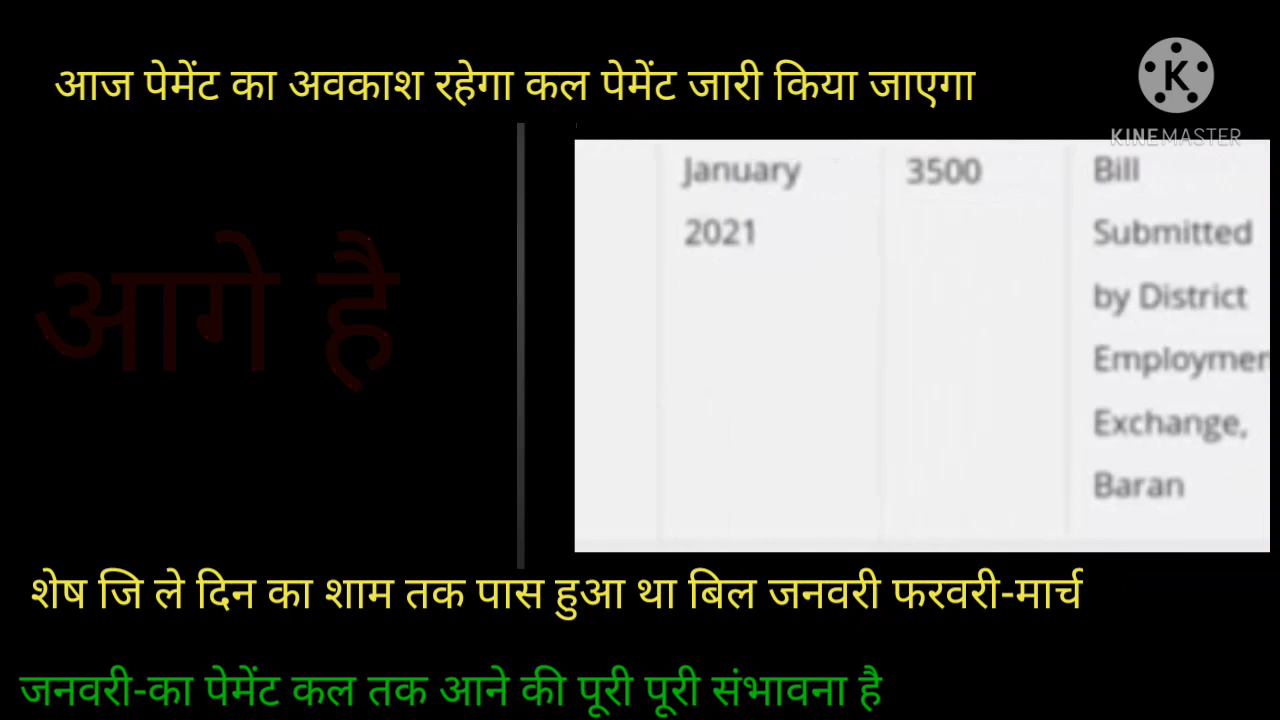 आज पेमेंट का अवकाश रहेगा कल पेमेंट जारी किया जाएगा
KINEMASTER
January 3500 Bill
2021 Submitted
by District
आगे है
Employmen
Exchange,
Baran
शेष जि ले दिन का शाम तक पास हुआ था बिल जनवरी फरवरी-मार्च
जनवरी-का पेमेंट कल तक आने की पूरी पूरी संभावना है